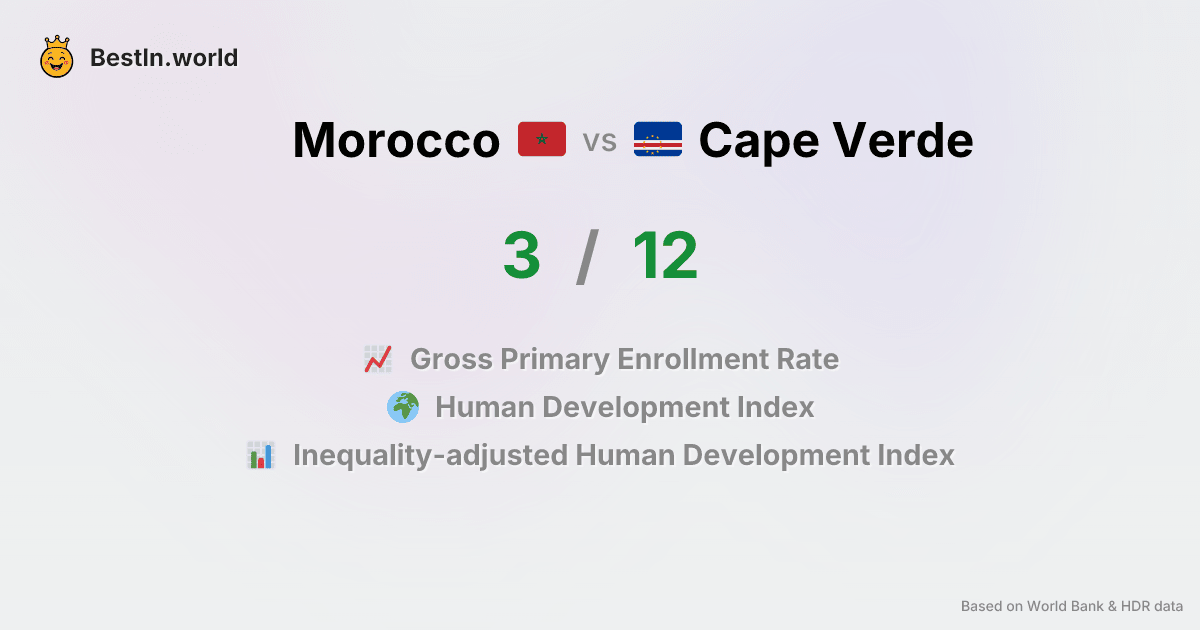 BestIn.world
Morocco vs Cape Verde
3 / 12
Gross Primary Enrollment Rate
Human Development Index
Inequality-adjusted Human Development Index
Based on World Bank & HDR data